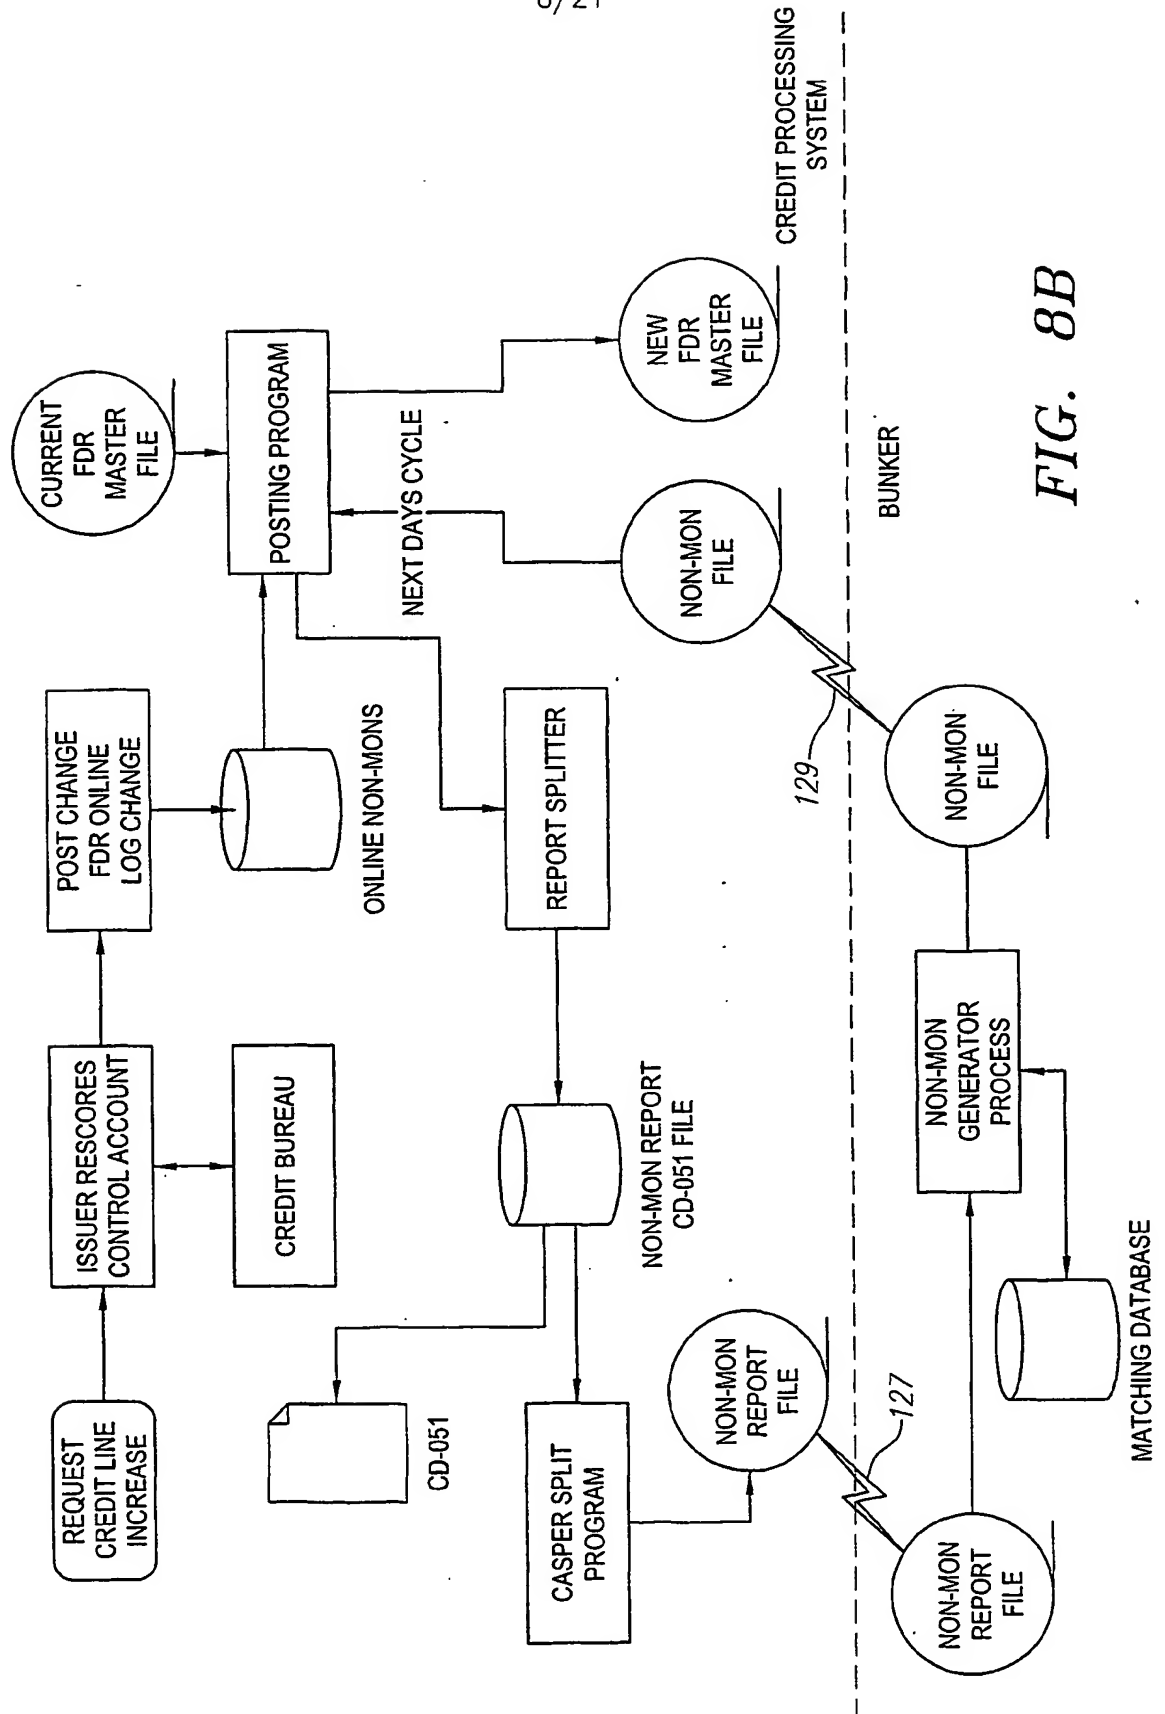 REQUEST
CREDIT LINE
INCREASE
ISSUER RESCORES
CONTROL ACCOUNT
POST CHANGE
FDR ONLINE
LOG CHANGE
CURRENT
FDR
MASTER
FILE
CREDIT BUREAU
ONLINE NON-MONS
POSTING PROGRAM
CD-051
NEXT DAYS CYCLE
CASPER SPLIT
PROGRAM
NON-MON REPORT
CD-051 FILE
REPORT SPLITTER
NON-MON
REPORT
FILE
NON-MON
FILE
NEW
FDR
MASTER
FILE
CREDIT PROCESSING
SYSTEM
127
129
BUNKER
NON-MON
REPORT
FILE
NON-MON
GENERATOR
PROCESS
NON-MON
FILE
MATCHING DATABASE
FIG. 8B